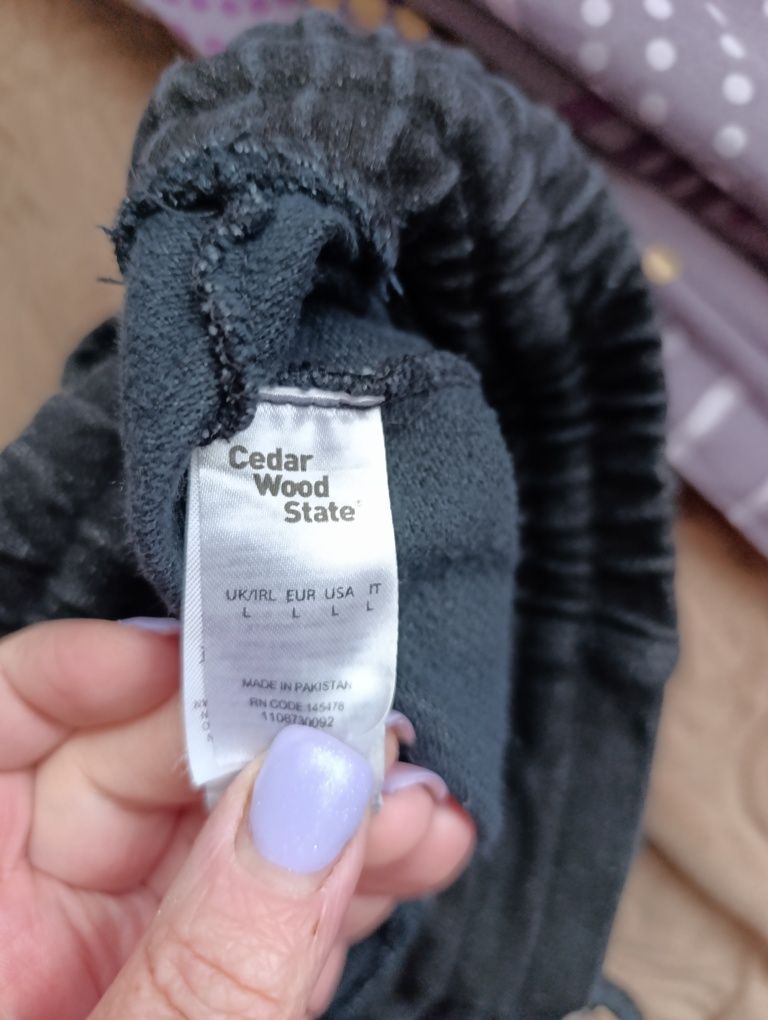 Cedar
Wood
State
UK/IRL EUR USA IT
L L L L
MADE IN PAKISTAN
RN CODE 145478
1108730092